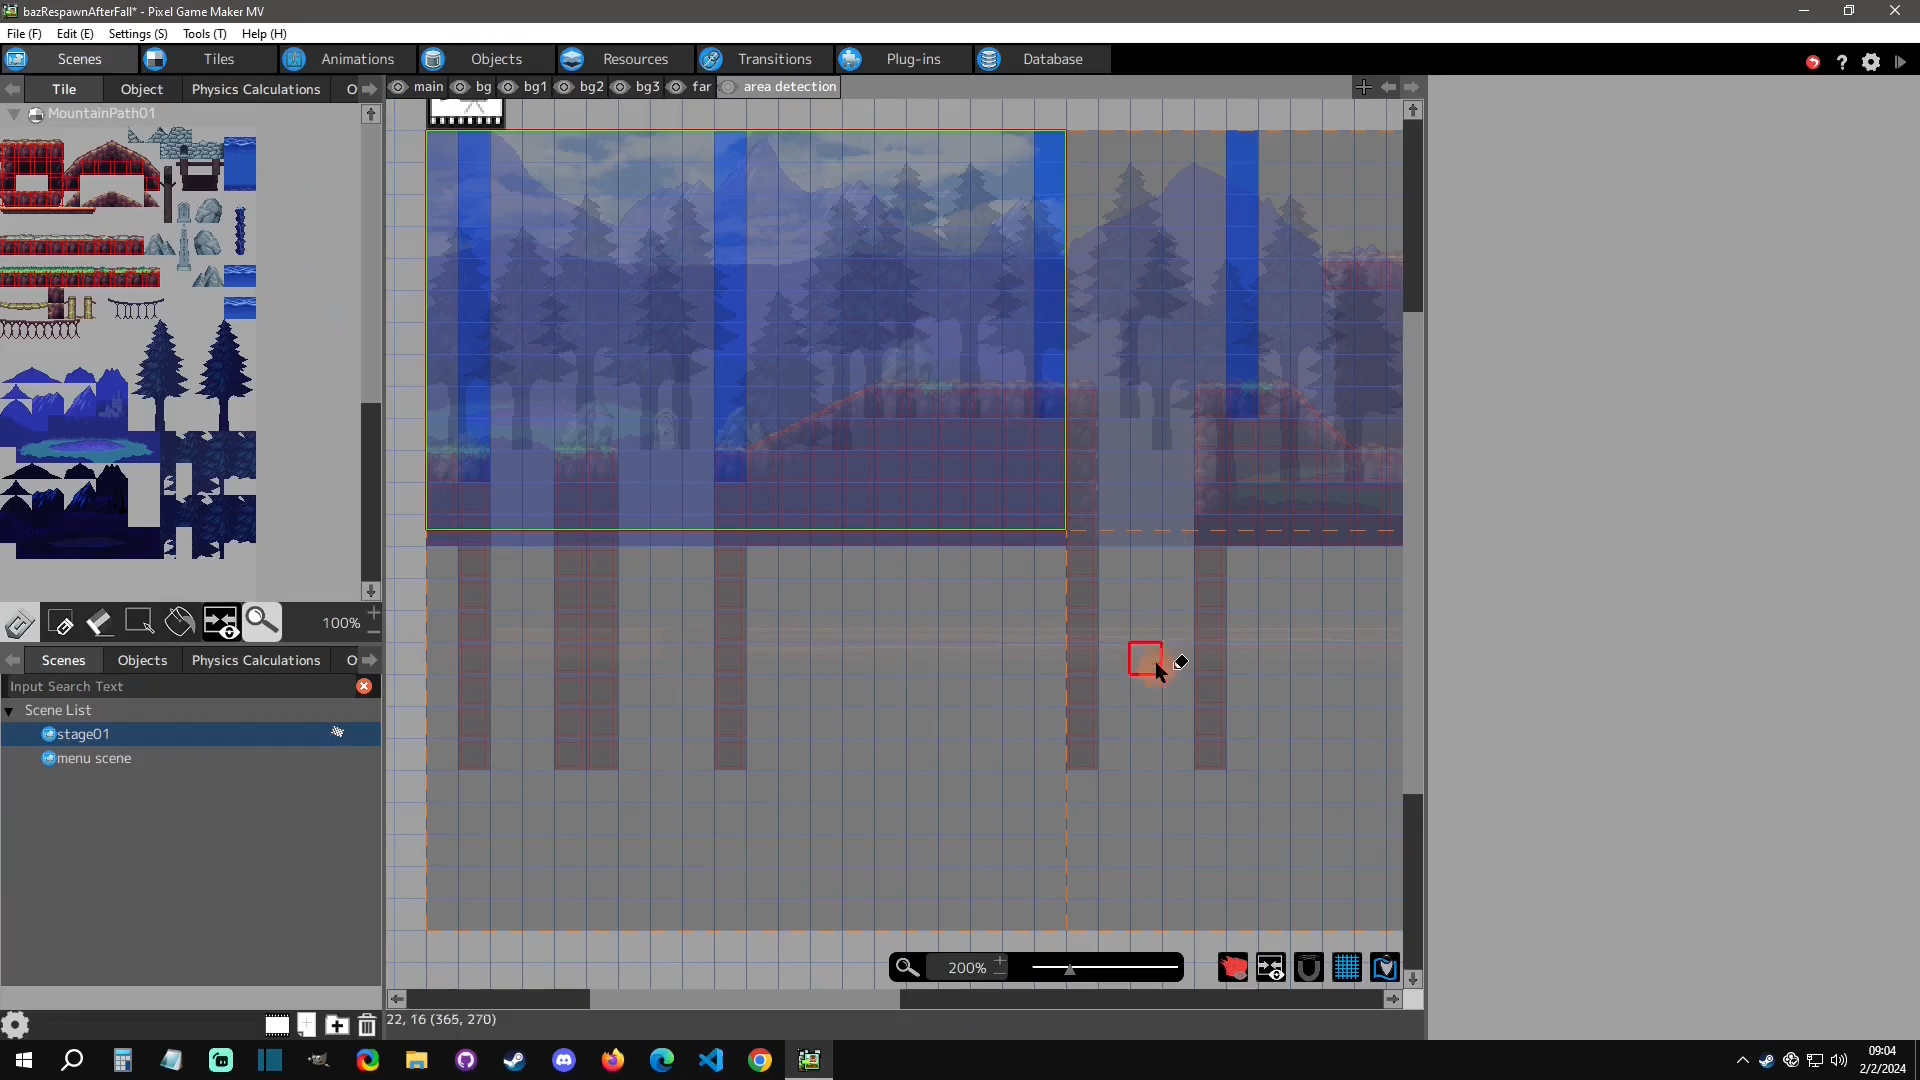 bazRespawnAfterFall* - Pixel Game Maker MV
File (F) Edit (E) Settings (S) Tools (T) Help (H)
Scenes Tiles Animations Objects Resources Transitions Plug-ins Database
Tile Object Physics Calculations O
main bg bg1 bg2 bg3 far area detection
MountainPath01
100%
Scenes Objects Physics Calculations O
Input Search Text
Scene List
stage01
menu scene
200%
22, 16 (365, 270)
09:04
2/2/2024